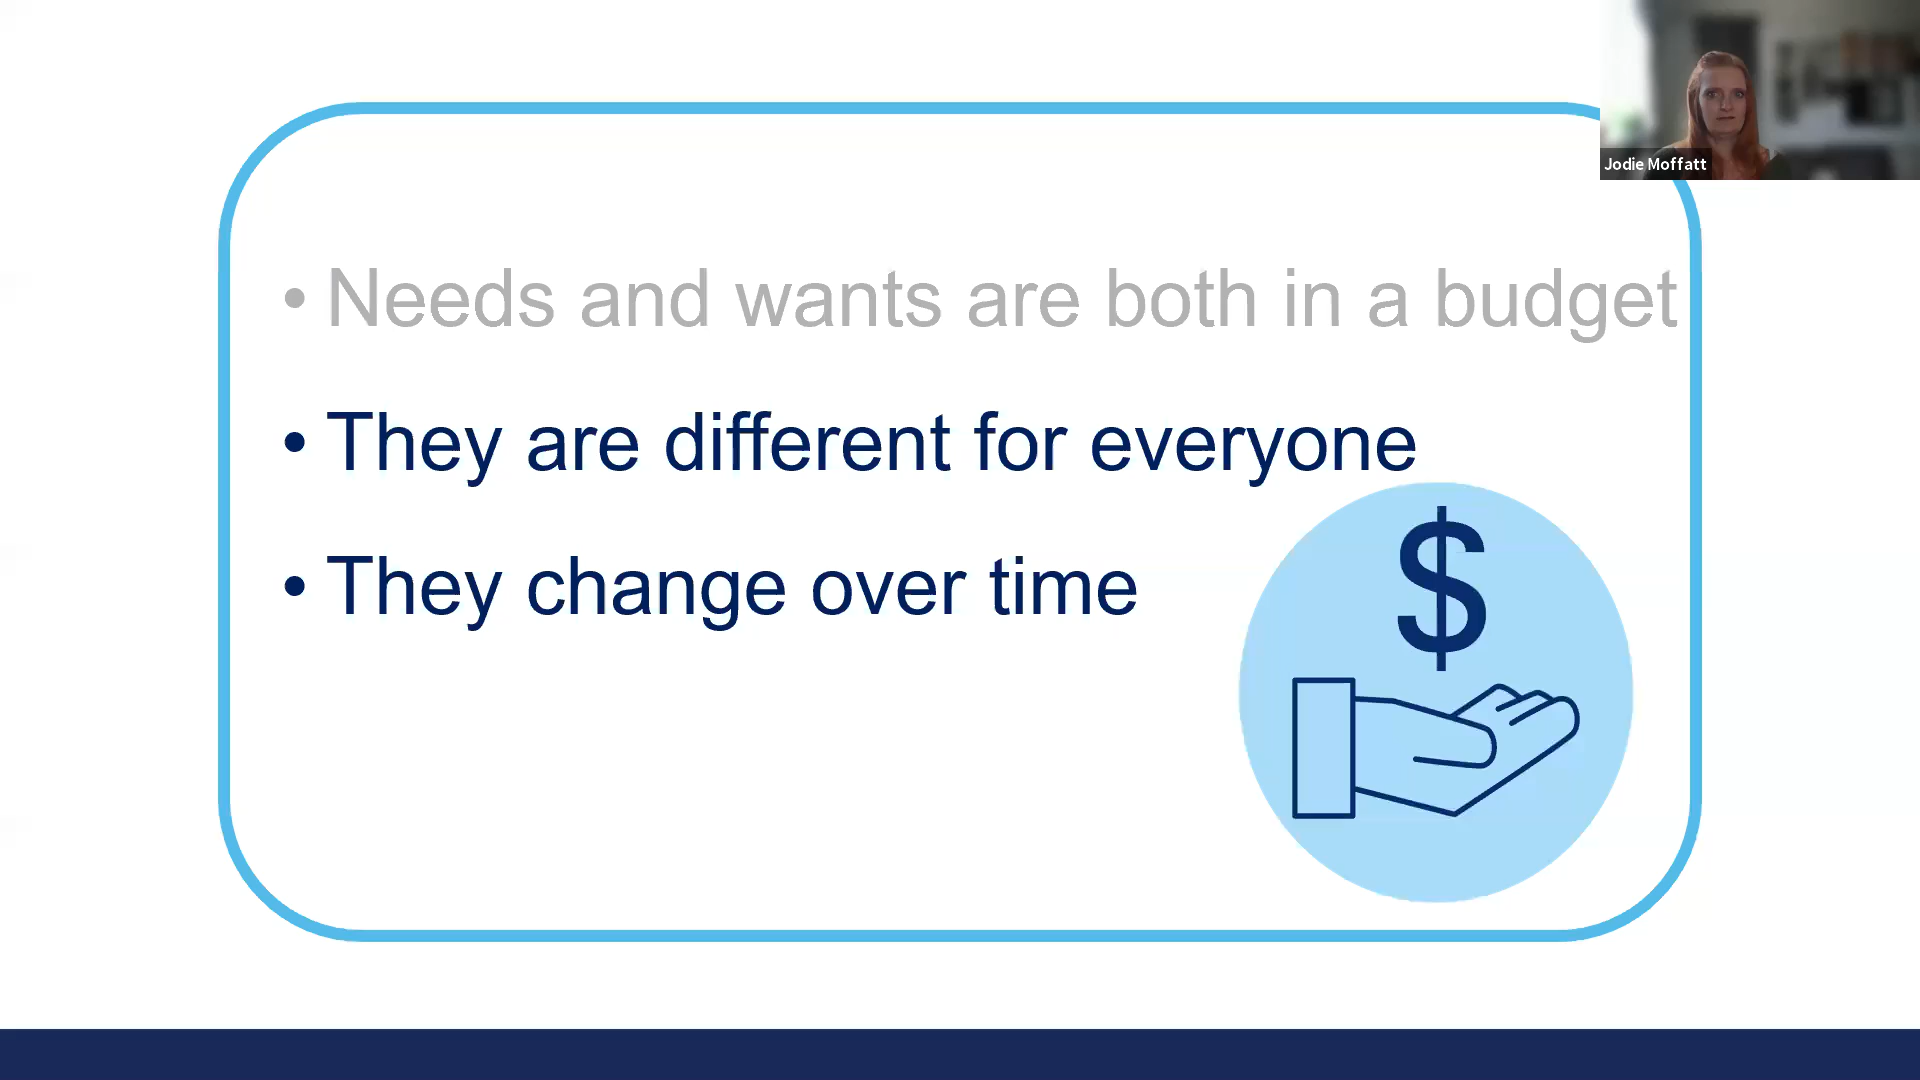 Jodie Moffatt
• Needs and wants are both in a budget
• They are different for everyone
• They change over time
$